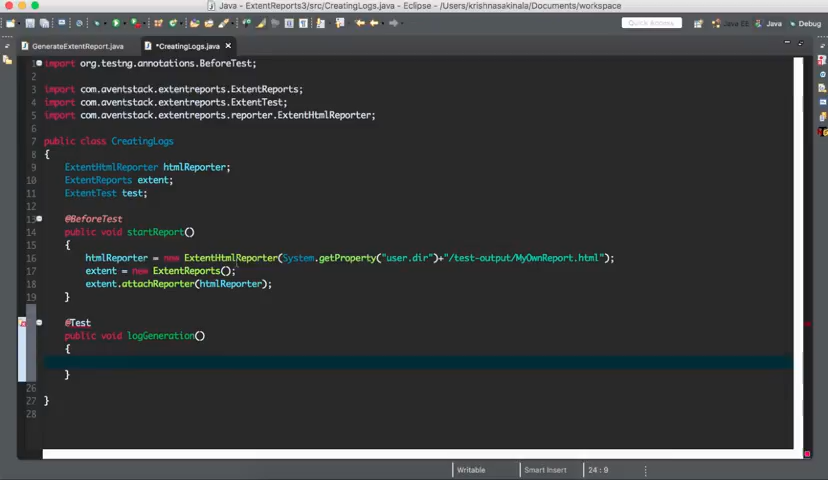 Java - ExtentReports3/src/CreatingLogs.java - Eclipse - /Users/krishnasakinala/Documents/workspace
Quick Access
Java EE
Java
Debug
GenerateExtentReport.java
*CreatingLogs.java
1 import org.testng.annotations.BeforeTest;
2
3 import com.aventstack.extentreports.ExtentReports;
4 import com.aventstack.extentreports.ExtentTest;
5 import com.aventstack.extentreports.reporter.ExtentHtmlReporter;
6
7 public class CreatingLogs
8 {
9 ExtentHtmlReporter htmlReporter;
10 ExtentReports extent;
11 ExtentTest test;
13 @BeforeTest
14 public void startReport()
15 {
16 htmlReporter = new ExtentHtmlReporter(System.getProperty("user.dir")+"/test-output/MyOwnReport.html");
17 extent = new ExtentReports();
18 extent.attachReporter(htmlReporter);
19 }
@Test
public void logGeneration()
{
}
26
27 }
28
Writable
Smart Insert
24 : 9